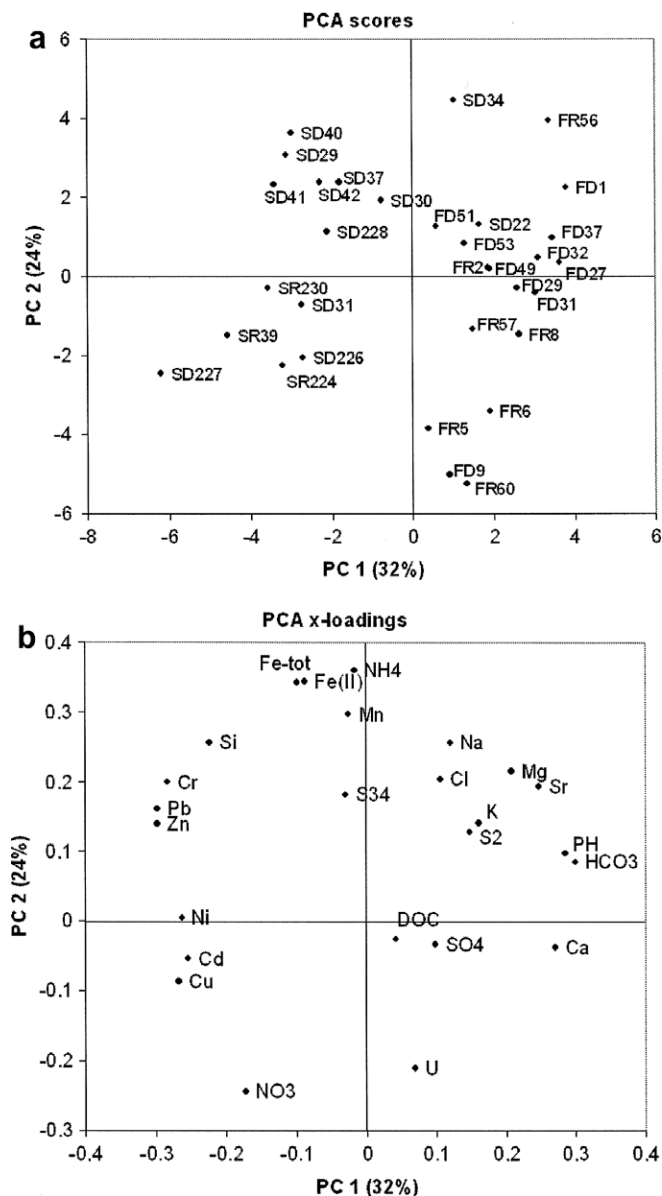 a
PCA scores
6
4
2
0
-2
-4
-6
PC 2 (24%)
SD34
FR56
SD40
SD29
SD37
SD41
SD42
SD30
FD1
FD51
SD22
FD37
SD228
FD53
FD32
FR2
FD49
FD27
SR230
FD29
SD31
FD31
SR39
FR57
FR8
SD226
SD227
SR224
FR6
FR5
FD9
FR60
-8
-6
-4
-2
0
2
4
6
PC 1 (32%)
b
PCA x-loadings
0.4
0.3
0.2
0.1
0
-0.1
-0.2
-0.3
PC 2 (24%)
Fe-tot
NH4
Fe(II)
Mn
Si
Na
Cr
Cl
Mg
S34
Sr
Pb
K
Zn
S2
PH
HCO3
Ni
DOC
Cd
SO4
Ca
Cu
NO3
U
-0.4
-0.3
-0.2
-0.1
0
0.1
0.2
0.3
0.4
PC 1 (32%)